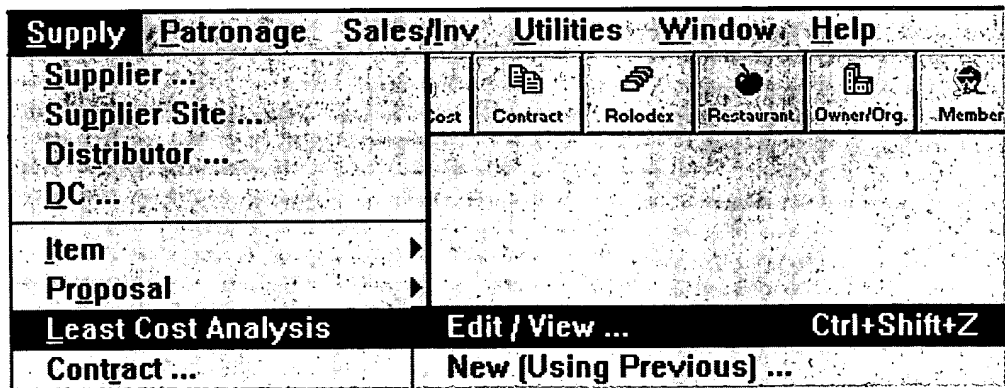 Supply Patronage Sales/Inv Utilities Window Help
Supplier ...
Supplier Site ...
Distributor ...
DC ...
Cost Contract Rolodex Restaurant Owner/Org. Member
Item
Proposal
Least Cost Analysis Edit / View ... Ctrl+Shift+Z
Contract ... New (Using Previous) ...